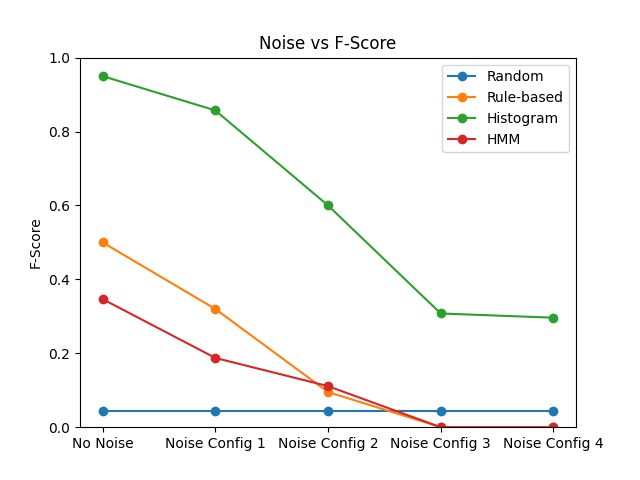 Noise vs F-Score
F-Score
1.0
0.8
0.6
0.4
0.2
0.0
No Noise
Noise Config 1
Noise Config 2
Noise Config 3
Noise Config 4
Random
Rule-based
Histogram
HMM